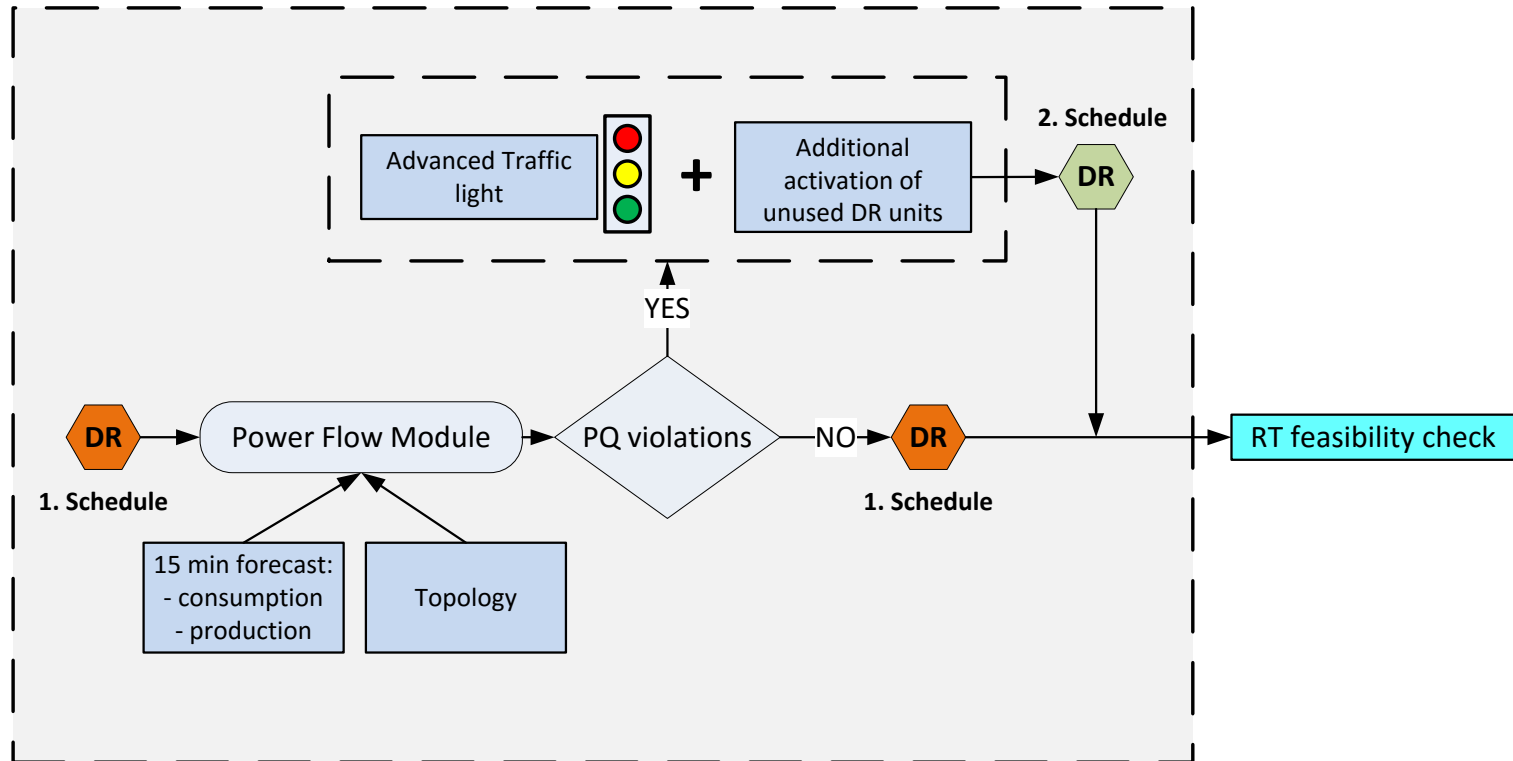 2. Schedule
Advanced Traffic
light
+
Additional
activation of
unused DR units
DR
YES
DR
Power Flow Module
PQ violations
NO
DR
RT feasibility check
1. Schedule
1. Schedule
15 min forecast:
- consumption
- production
Topology